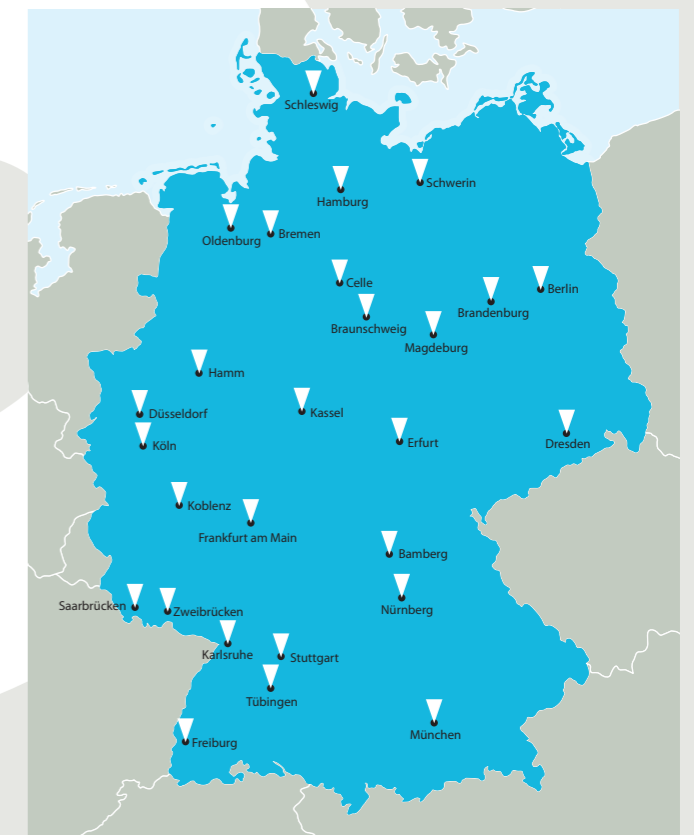 Schleswig
Schwerin
Hamburg
Bremen
Oldenburg
Celle
Berlin
Brandenburg
Braunschweig
Magdeburg
Hamm
Düsseldorf
Kassel
Köln
Erfurt
Dresden
Koblenz
Frankfurt am Main
Bamberg
Saarbrücken
Zweibrücken
Nürnberg
Karlsruhe
Stuttgart
Tübingen
München
Freiburg